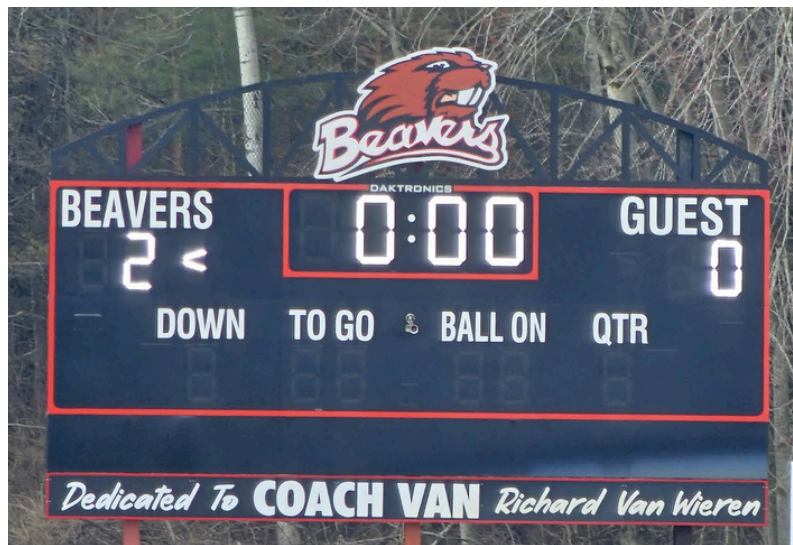 Beavers
DAKTRONICS
BEAVERS 0:00 GUEST
2 < 0
DOWN TO GO BALL ON QTR
Dedicated To COACH VAN Richard Van Wieren